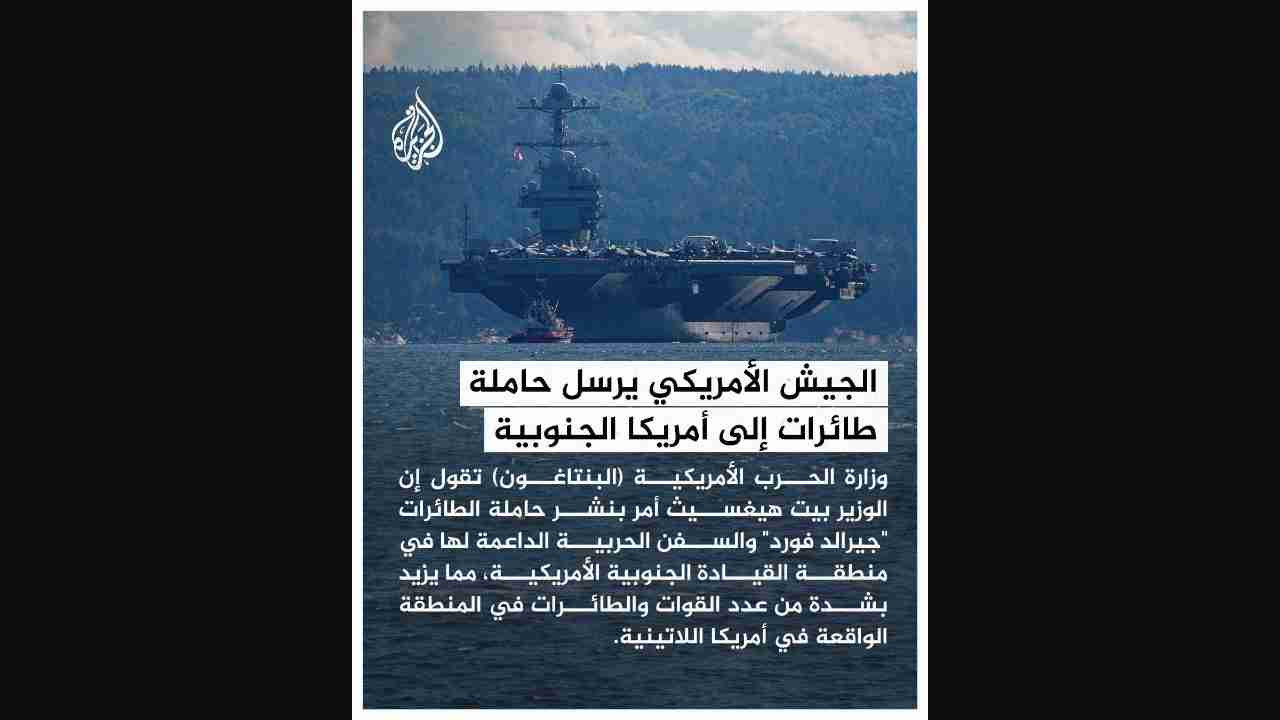 الجزيرة
الجيش الأمريكي يرسل حاملة
طائرات إلى أمريكا الجنوبية
وزارة الحرب الأمريكية (البنتاغون) تقول إن
الوزير بيت هيغسيث أمر بنشر حاملة الطائرات
"جيرالد فورد" والسفن الحربية الداعمة لها في
منطقة القيادة الجنوبية الأمريكية، مما يزيد
بشدة من عدد القوات والطائرات في المنطقة
الواقعة في أمريكا اللاتينية.